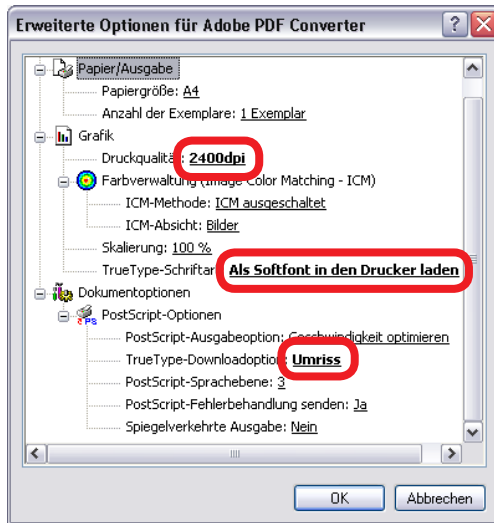 Erweiterte Optionen für Adobe PDF Converter
Papier/Ausgabe
Papiergröße: A4
Anzahl der Exemplare: 1 Exemplar
Grafik
Druckqualität: 2400dpi
Farbverwaltung (Image Color Matching - ICM)
ICM-Methode: ICM ausgeschaltet
ICM-Absicht: Bilder
Skalierung: 100 %
TrueType-Schriftar Als Softfont in den Drucker laden
Dokumentoptionen
PS
PostScript-Optionen
PostScript-Ausgabeoption: Geschwindigkeit optimieren
TrueType-Downloadoption: Umriss
PostScript-Sprachebene: 3
PostScript-Fehlerbehandlung senden: Ja
Spiegelverkehrte Ausgabe: Nein
OK Abbrechen